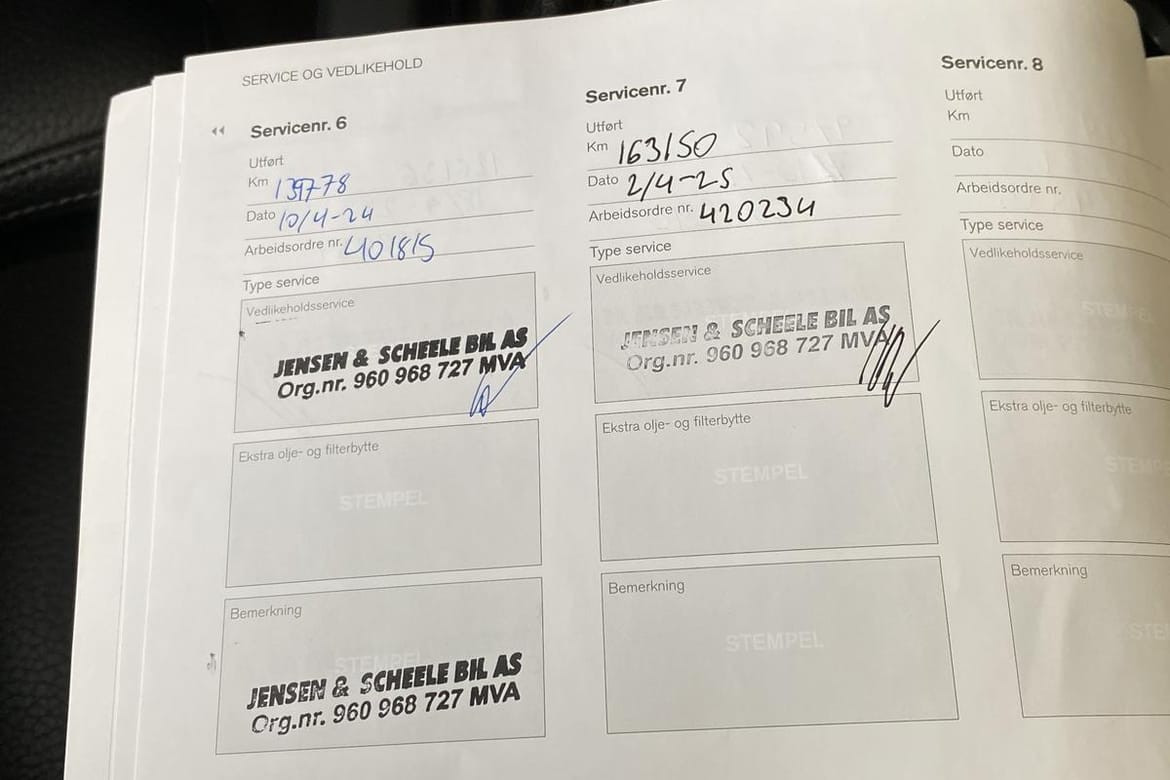 SERVICE OG VEDLIKEHOLD
Servicenr. 6
Utført
Km 139778
Dato 10/4-24
Arbeidsordre nr. 401815
Type service
Vedlikeholdsservice
JENSEN & SCHEELE BIL AS
Org.nr. 960 968 727 MVA
Ekstra olje- og filterbytte
STEMPEL
Bemerkning
STEMPEL
JENSEN & SCHEELE BIL AS
Org.nr. 960 968 727 MVA
Servicenr. 7
Utført
Km 163150
Dato 2/4-25
Arbeidsordre nr. 420234
Type service
Vedlikeholdsservice
JENSEN & SCHEELE BIL AS
Org.nr. 960 968 727 MVA
Ekstra olje- og filterbytte
STEMPEL
Bemerkning
STEMPEL
Servicenr. 8
Utført
Km
Dato
Arbeidsordre nr.
Type service
Vedlikeholdsservice
STEMPE
Ekstra olje- og filterbytte
STEMP
Bemerkning
STE